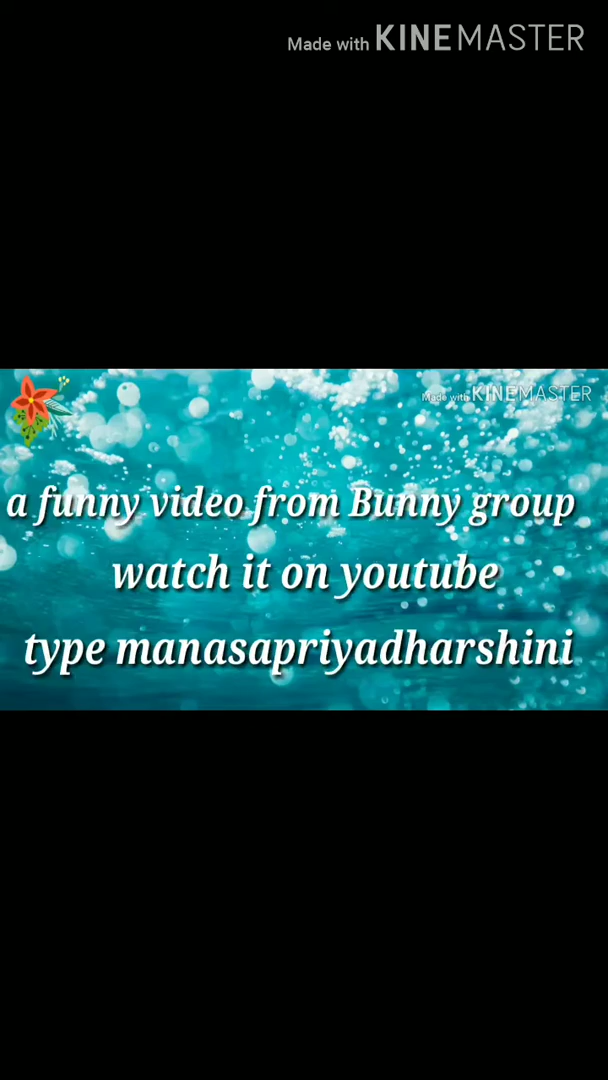 Made with KINEMASTER
Made with KINEMASTER
a funny video from Bunny group
watch it on youtube
type manasapriyadharshini